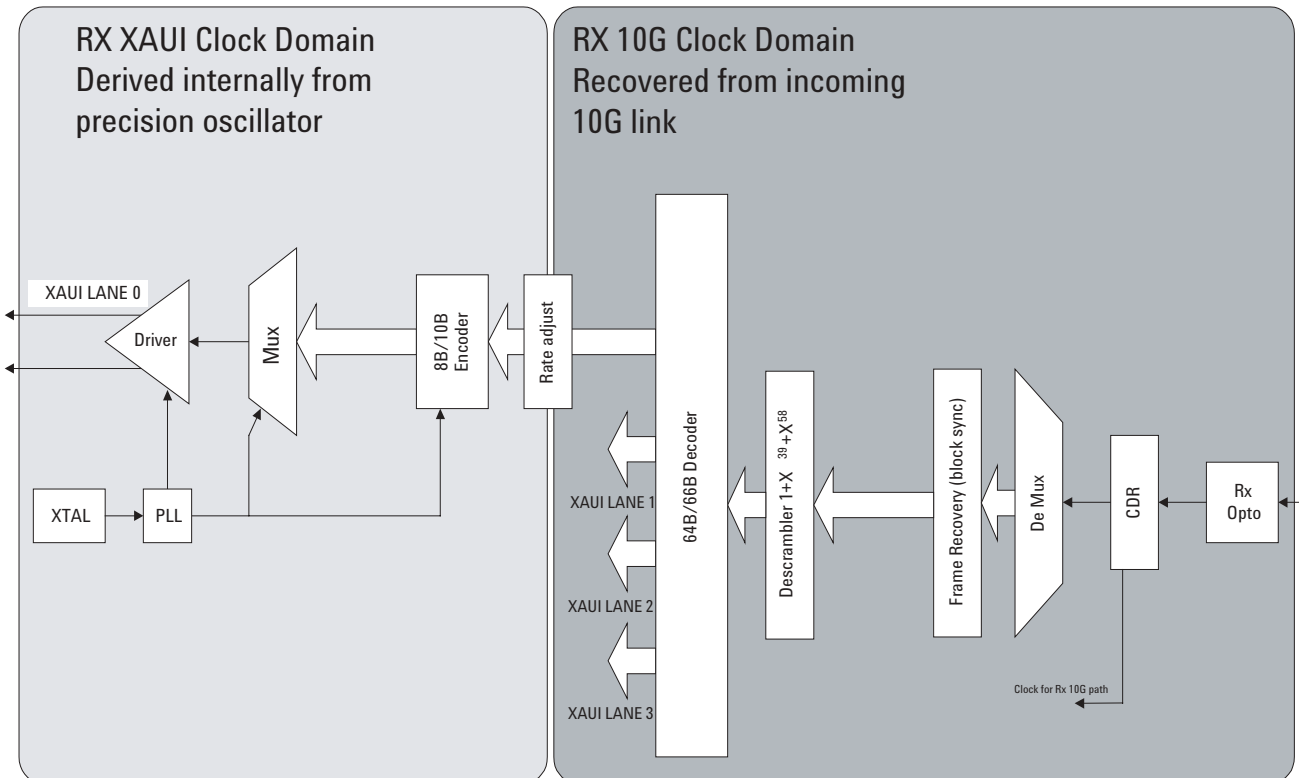 RX XAUI Clock Domain
Derived internally from
precision oscillator
RX 10G Clock Domain
Recovered from incoming
10G link
XAUI LANE 0
Driver
Mux
8B/10B
Encoder
Rate adjust
XTAL
PLL
XAUI LANE 1
XAUI LANE 2
XAUI LANE 3
64B/66B Decoder
Descrambler 1+X 39+X58
Frame Recovery (block sync)
De Mux
CDR
Rx
Opto
Clock for Rx 10G path